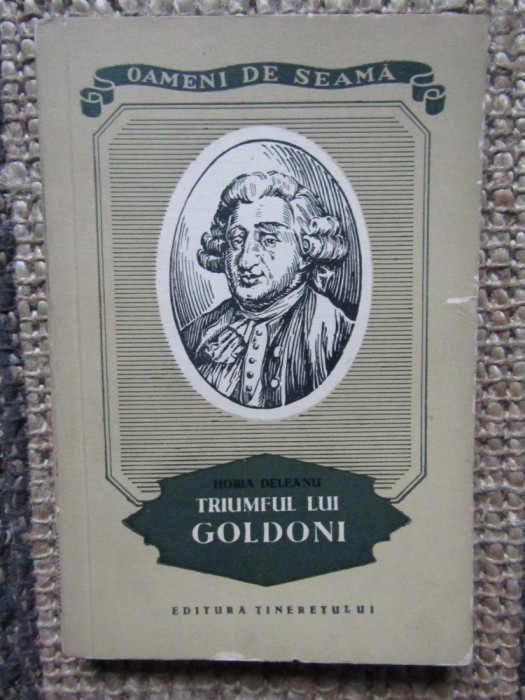 OAMENI DE SEAMĂ
HORIA DELEANU
TRIUMFUL LUI
GOLDONI
EDITURA TINERETULUI